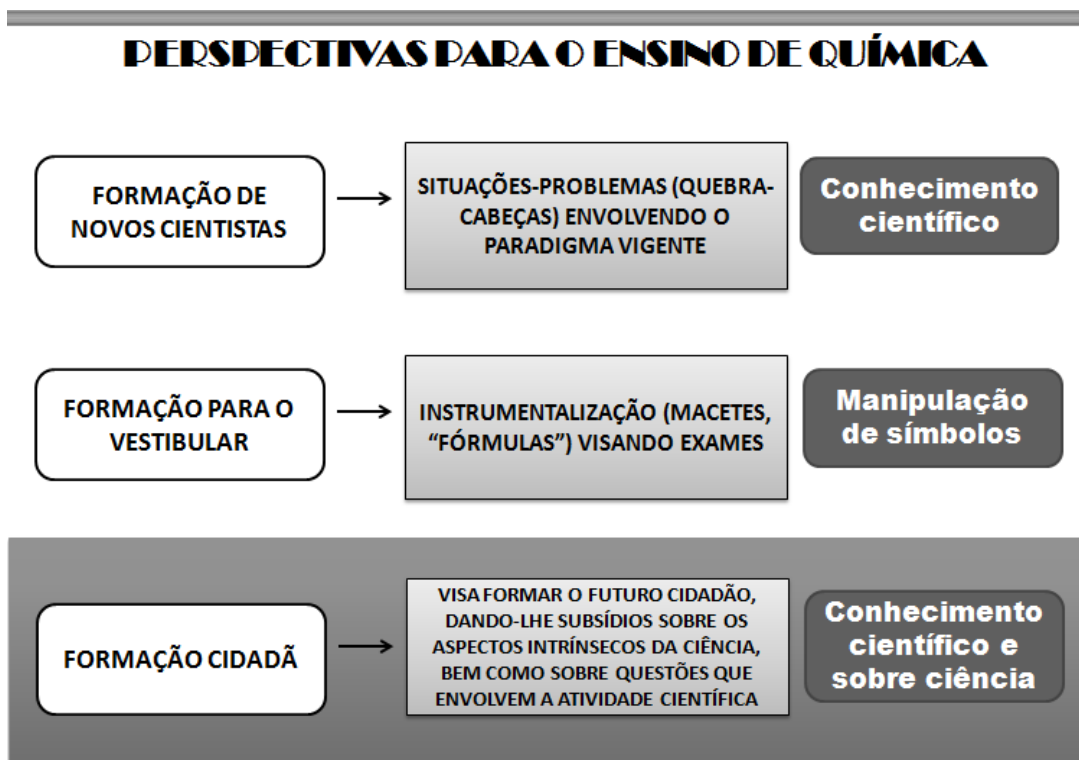 PERSPECTIVAS PARA O ENSINO DE QUÍMICA
FORMAÇÃO DE
NOVOS CIENTISTAS
SITUAÇÕES-PROBLEMAS (QUEBRA-
CABEÇAS) ENVOLVENDO O
PARADIGMA VIGENTE
Conhecimento
científico
FORMAÇÃO PARA O
VESTIBULAR
INSTRUMENTALIZAÇÃO (MACETES,
“FÓRMULAS”) VISANDO EXAMES
Manipulação
de símbolos
FORMAÇÃO CIDADÃ
VISA FORMAR O FUTURO CIDADÃO,
DANDO-LHE SUBSÍDIOS SOBRE OS
ASPECTOS INTRÍNSECOS DA CIÊNCIA,
BEM COMO SOBRE QUESTÕES QUE
ENVOLVEM A ATIVIDADE CIENTÍFICA
Conhecimento
científico e
sobre ciência